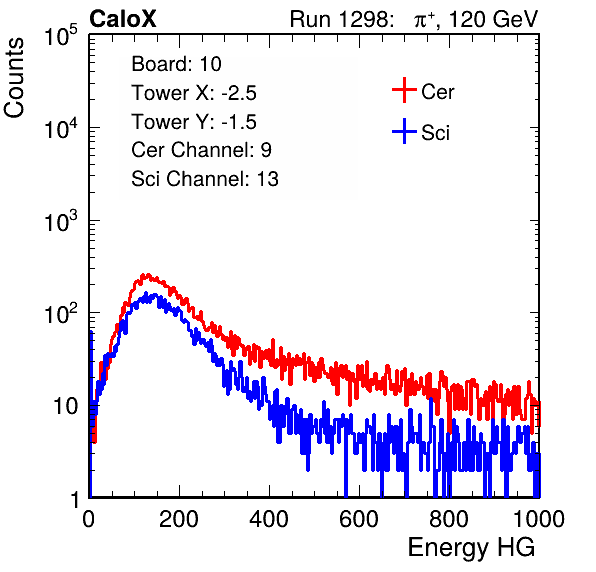 CaloX Run 1298: π⁺, 120 GeV
Counts
10⁵
10⁴
10³
10²
10
1
Board: 10
Tower X: -2.5
Tower Y: -1.5
Cer Channel: 9
Sci Channel: 13
Cer
Sci
0 200 400 600 800 1000
Energy HG